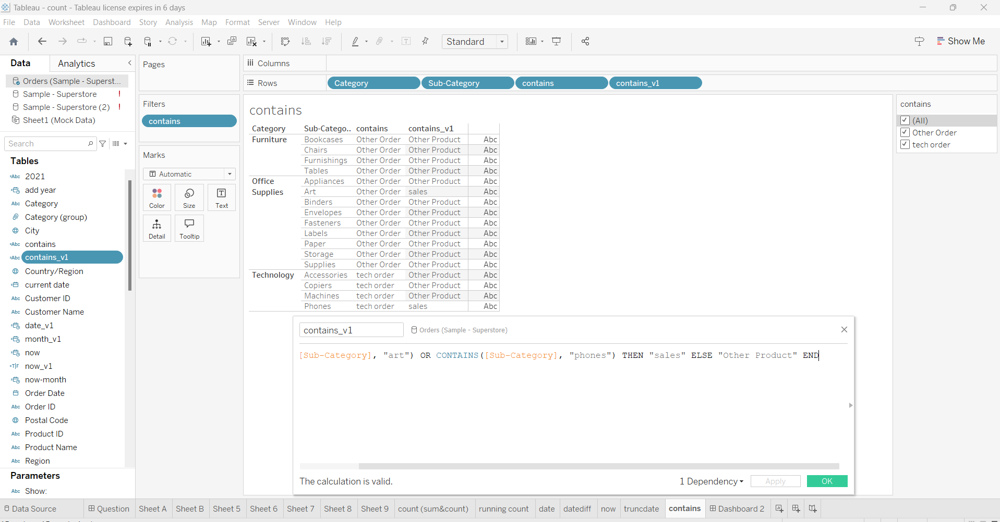 Tableau - count - Tableau license expires in 6 days
File Data Worksheet Dashboard Story Analysis Map Format Server Window Help
Standard
Show Me
Data Analytics
Orders (Sample - Superst...
Sample - Superstore !
Sample - Superstore (2) !
Sheet1 (Mock Data)
Search
Tables
=Abc 2021
add year
Abc Category
Category (group)
City
=Abc contains
=Abc contains_v1
Country/Region
current date
Abc Customer ID
Abc Customer Name
date_v1
month_v1
now
=T|F now_v1
now-month
Order Date
Abc Order ID
Postal Code
Abc Product ID
Abc Product Name
Abc Region
Parameters
Abc Show:
Pages
Filters
contains
Marks
Automatic
Color Size Text
Detail Tooltip
Columns
Rows Category Sub-Category contains contains_v1
contains
Category Sub-Catego.. contains contains_v1
Furniture Bookcases Other Order Other Product Abc
Chairs Other Order Other Product Abc
Furnishings Other Order Other Product Abc
Tables Other Order Other Product Abc
Office Appliances Other Order Other Product Abc
Supplies Art Other Order sales Abc
Binders Other Order Other Product Abc
Envelopes Other Order Other Product Abc
Fasteners Other Order Other Product Abc
Labels Other Order Other Product Abc
Paper Other Order Other Product Abc
Storage Other Order Other Product Abc
Supplies Other Order Other Product Abc
Technology Accessories tech order Other Product Abc
Copiers tech order Other Product Abc
Machines tech order Other Product Abc
Phones tech order sales Abc
contains
(All)
Other Order
tech order
contains_v1 Orders (Sample - Superstore)
[Sub-Category], "art") OR CONTAINS([Sub-Category], "phones") THEN "sales" ELSE "Other Product" END
The calculation is valid. 1 Dependency Apply OK
Data Source Question Sheet A Sheet B Sheet 5 Sheet 6 Sheet 7 Sheet 8 Sheet 9 count (sum&count) running count date datediff now truncdate contains Dashboard 2